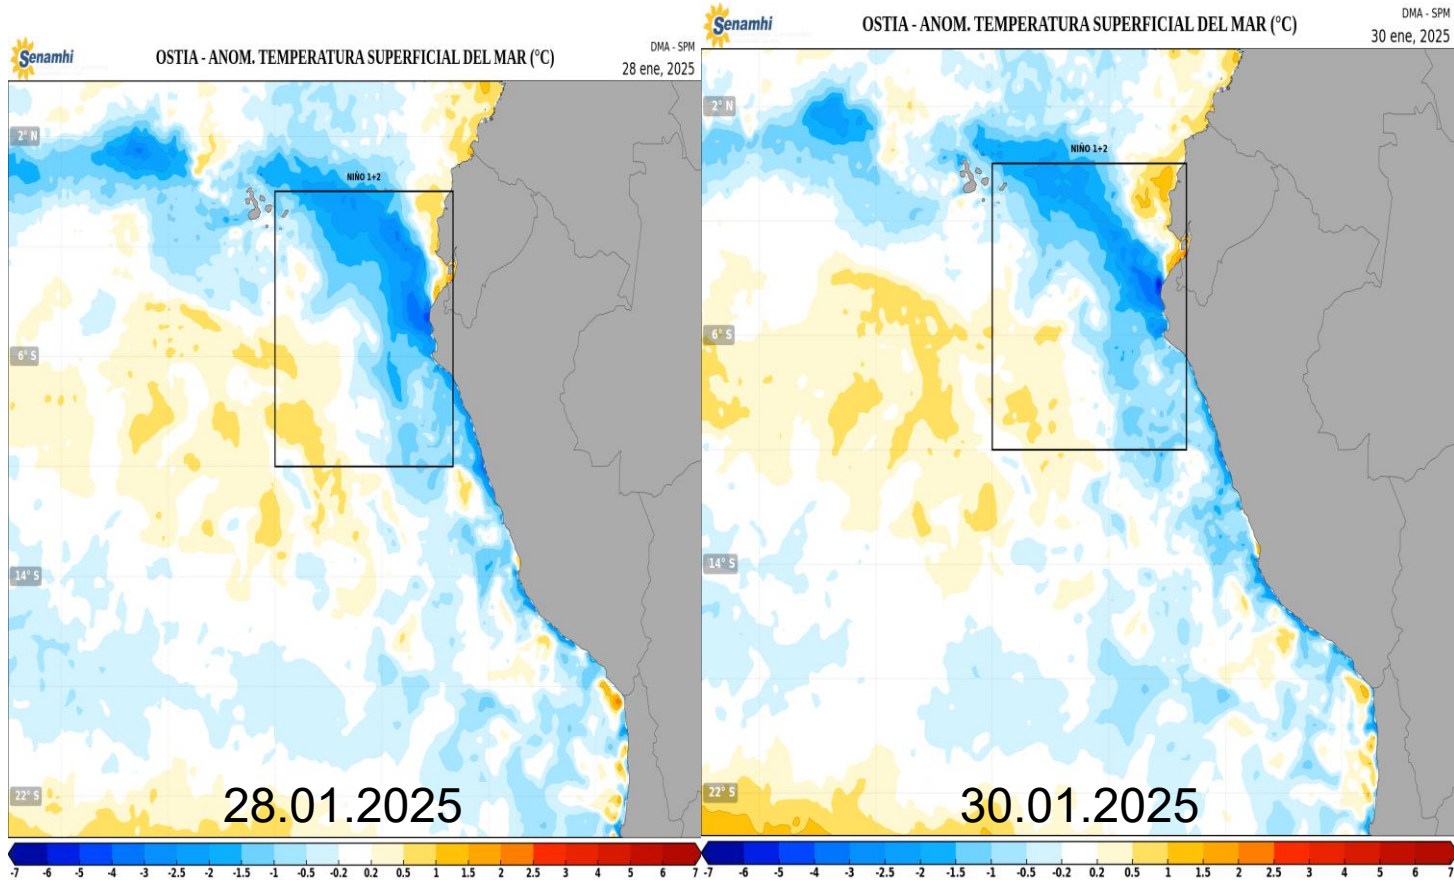 Senamhi
OSTIA - ANOM. TEMPERATURA SUPERFICIAL DEL MAR (°C)
DMA - SPM
28 ene, 2025
2° N
NIÑO 1+2
6° S
14° S
22° S
28.01.2025
-7 -6 -5 -4 -3 -2.5 -2 -1.5 -1 -0.5 -0.2 0.2 0.5 1 1.5 2 2.5 3 4 5 6 7
Senamhi
OSTIA - ANOM. TEMPERATURA SUPERFICIAL DEL MAR (°C)
DMA - SPM
30 ene, 2025
2° N
NIÑO 1+2
6° S
14° S
22° S
30.01.2025
-7 -6 -5 -4 -3 -2.5 -2 -1.5 -1 -0.5 -0.2 0.2 0.5 1 1.5 2 2.5 3 4 5 6 7